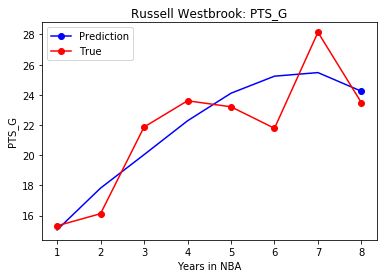 Russell Westbrook: PTS_G
Prediction
True
PTS_G
28
26
24
22
20
18
16
1 2 3 4 5 6 7 8
Years in NBA